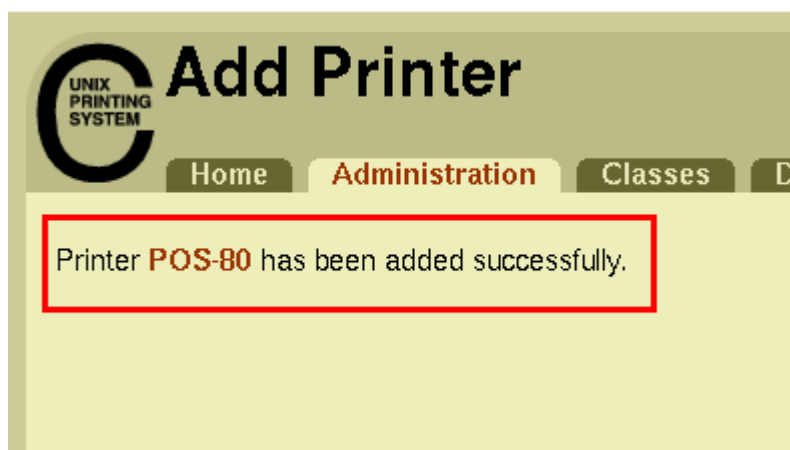 UNIX
PRINTING
SYSTEM
Add Printer
Home Administration Classes D
Printer POS-80 has been added successfully.